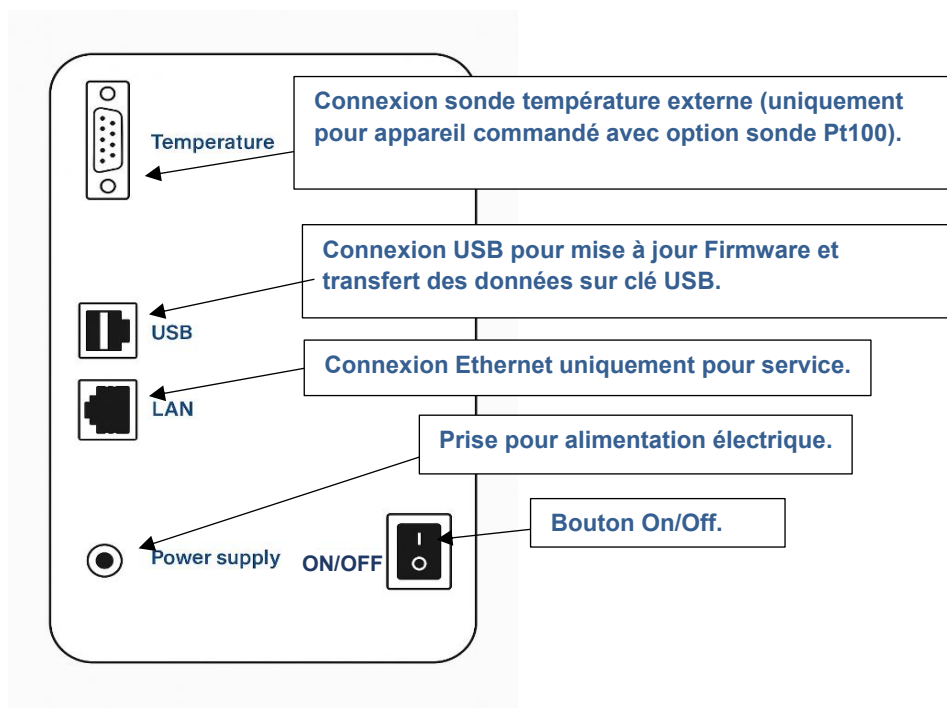 Connexion sonde température externe (uniquement
pour appareil commandé avec option sonde Pt100).
Temperature
Connexion USB pour mise à jour Firmware et
transfert des données sur clé USB.
USB
Connexion Ethernet uniquement pour service.
LAN
Prise pour alimentation électrique.
Bouton On/Off.
Power supply
ON/OFF